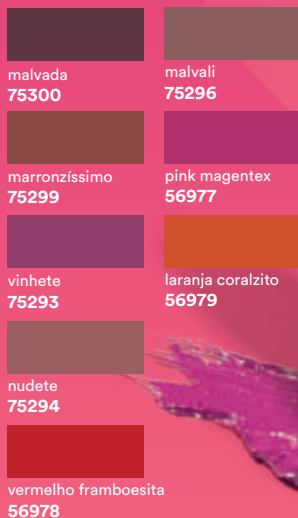 malvada
75300
malvali
75296
marronzíssimo
75299
pink magentex
56977
vinhete
75293
laranja coralzito
56979
nudete
75294
vermelho framboesita
56978